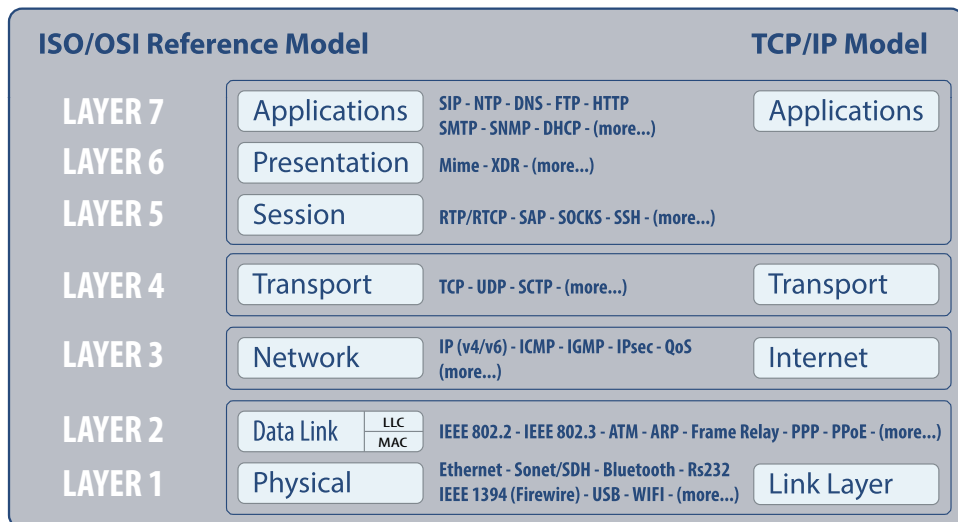 ISO/OSI Reference Model TCP/IP Model
LAYER 7 Applications SIP - NTP - DNS - FTP - HTTP Applications
SMTP - SNMP - DHCP - (more...)
LAYER 6 Presentation Mime - XDR - (more...)
LAYER 5 Session RTP/RTCP - SAP - SOCKS - SSH - (more...)
LAYER 4 Transport TCP - UDP - SCTP - (more...) Transport
LAYER 3 Network IP (v4/v6) - ICMP - IGMP - IPsec - QoS Internet
(more...)
LAYER 2 Data Link LLC
MAC IEEE 802.2 - IEEE 802.3 - ATM - ARP - Frame Relay - PPP - PPoE - (more...)
LAYER 1 Physical Ethernet - Sonet/SDH - Bluetooth - Rs232 Link Layer
IEEE 1394 (Firewire) - USB - WIFI - (more...)